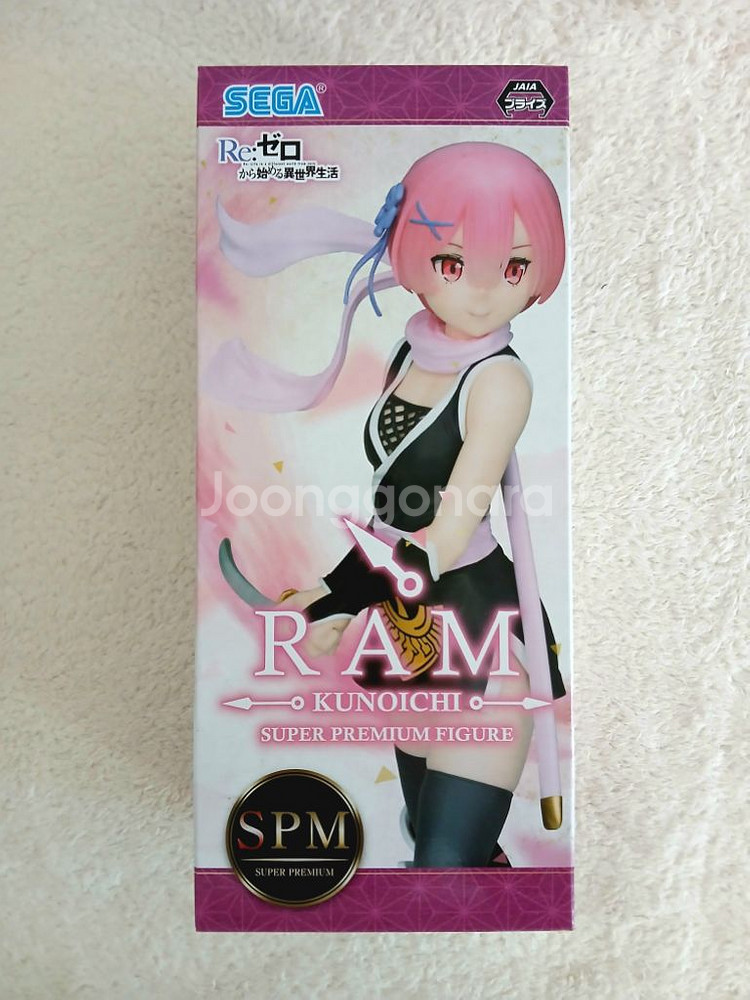 SEGA®
JAIA
プライズ
Re:ゼロ
から始める異世界生活
Joonggonara
RAM
KUNOICHI
SUPER PREMIUM FIGURE
SPM
SUPER PREMIUM